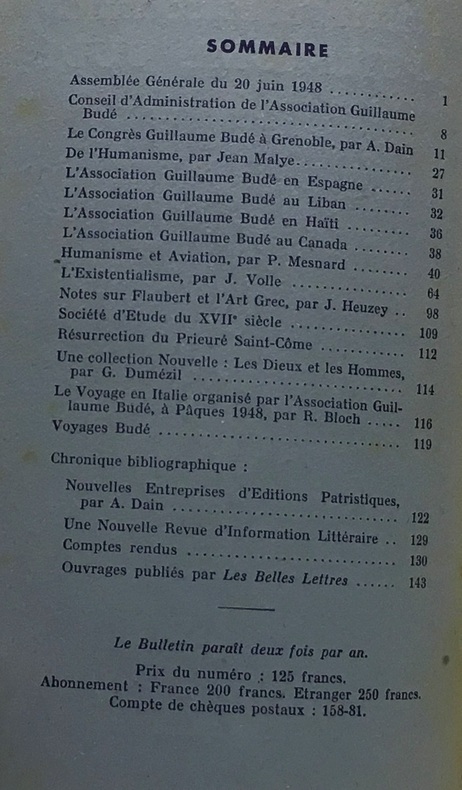 SOMMAIRE
Assemblée Générale du 20 juin 1948 ............ 1
Conseil d'Administration de l'Association Guillaume
Budé .................................... 8
Le Congrès Guillaume Budé à Grenoble, par A. Dain 11
De l'Humanisme, par Jean Malye................ 27
L'Association Guillaume Budé en Espagne ...... 31
L'Association Guillaume Budé au Liban ........ 32
L'Association Guillaume Budé en Haïti ........ 36
L'Association Guillaume Budé au Canada ........ 38
Humanisme et Aviation, par P. Mesnard ........ 40
L'Existentialisme, par J. Volle ................ 64
Notes sur Flaubert et l'Art Grec, par J. Heuzey .. 98
Société d'Etude du XVIIe siècle ................ 109
Résurrection du Prieuré Saint-Côme ............ 112
Une collection Nouvelle : Les Dieux et les Hommes,
par G. Dumézil ............................ 114
Le Voyage en Italie organisé par l'Association Guil-
laume Budé, à Pâques 1948, par R. Bloch ..... 116
Voyages Budé ................................ 119
Chronique bibliographique :
Nouvelles Entreprises d'Editions Patristiques,
par A. Dain .............................. 122
Une Nouvelle Revue d'Information Littéraire .. 129
Comptes rendus ............................ 130
Ouvrages publiés par Les Belles Lettres ...... 143
Le Bulletin paraît deux fois par an.
Prix du numéro : 125 francs.
Abonnement : France 200 francs. Etranger 250 francs.
Compte de chèques postaux : 158-81.